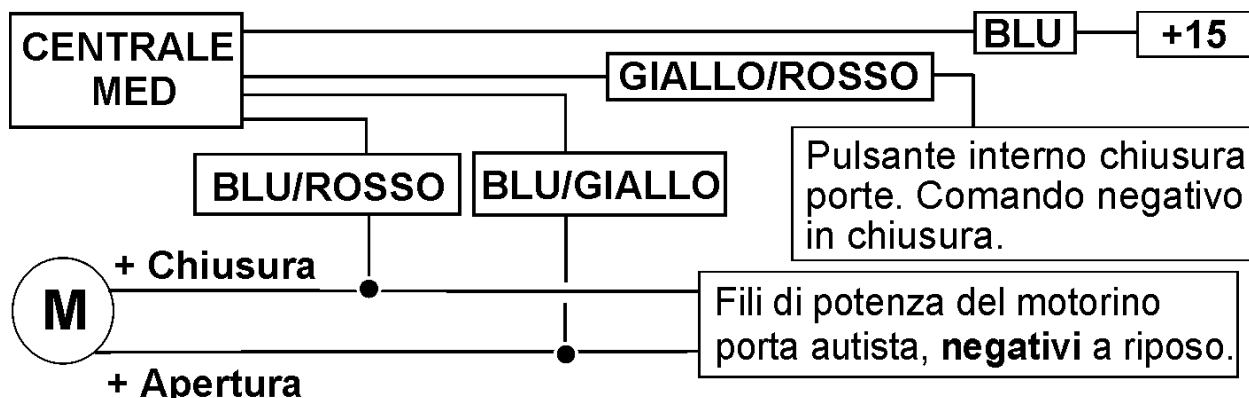 CENTRALE
MED
BLU
+15
GIALLO/ROSSO
BLU/ROSSO
BLU/GIALLO
Pulsante interno chiusura
porte. Comando negativo
in chiusura.
+ Chiusura
M
Fili di potenza del motorino
porta autista, negativi a riposo.
+ Apertura